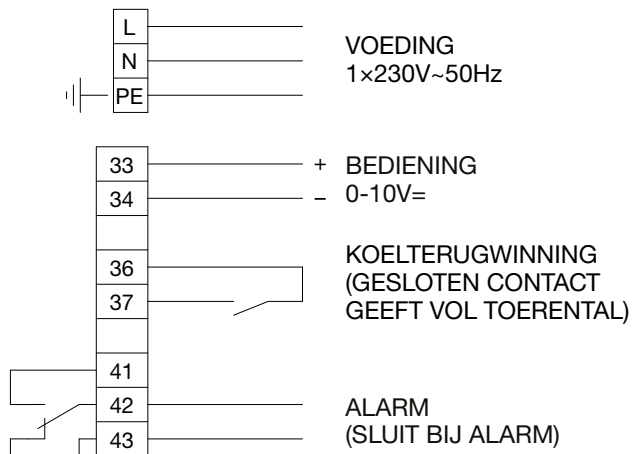 L
N
PE
VOEDING
1×230V~50Hz
33
34
+
−
BEDIENING
0-10V=
36
37
KOELTERUGWINNING
(GESLOTEN CONTACT
GEEFT VOL TOERENTAL)
41
42
43
ALARM
(SLUIT BIJ ALARM)